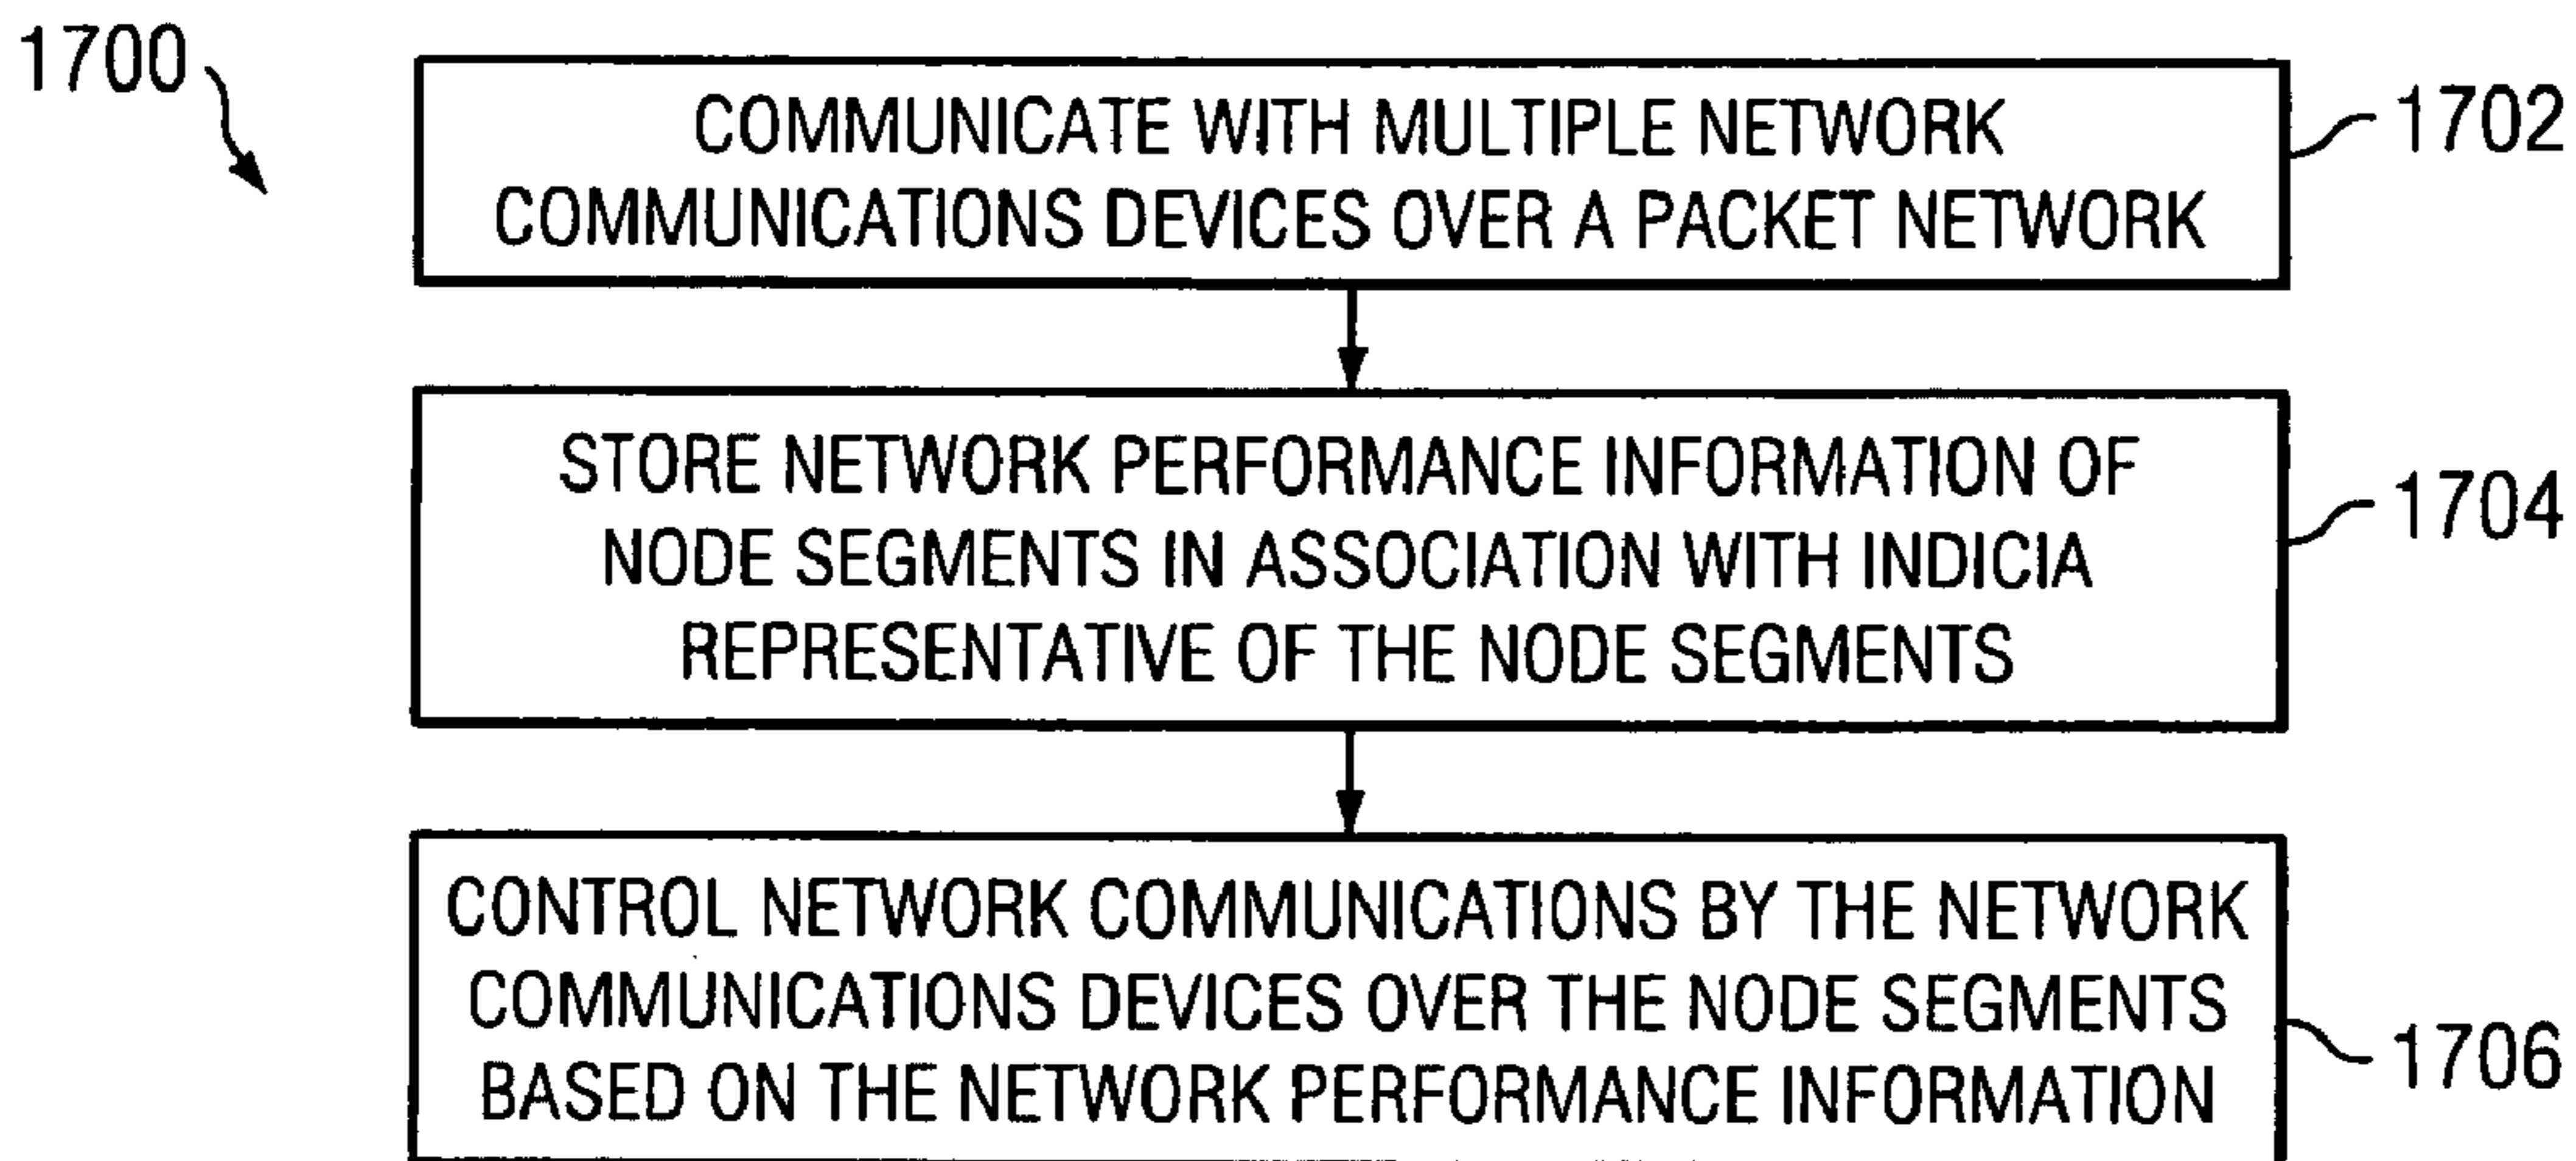 1700
COMMUNICATE WITH MULTIPLE NETWORK
COMMUNICATIONS DEVICES OVER A PACKET NETWORK
1702
STORE NETWORK PERFORMANCE INFORMATION OF
NODE SEGMENTS IN ASSOCIATION WITH INDICIA
REPRESENTATIVE OF THE NODE SEGMENTS
1704
CONTROL NETWORK COMMUNICATIONS BY THE NETWORK
COMMUNICATIONS DEVICES OVER THE NODE SEGMENTS
BASED ON THE NETWORK PERFORMANCE INFORMATION
1706